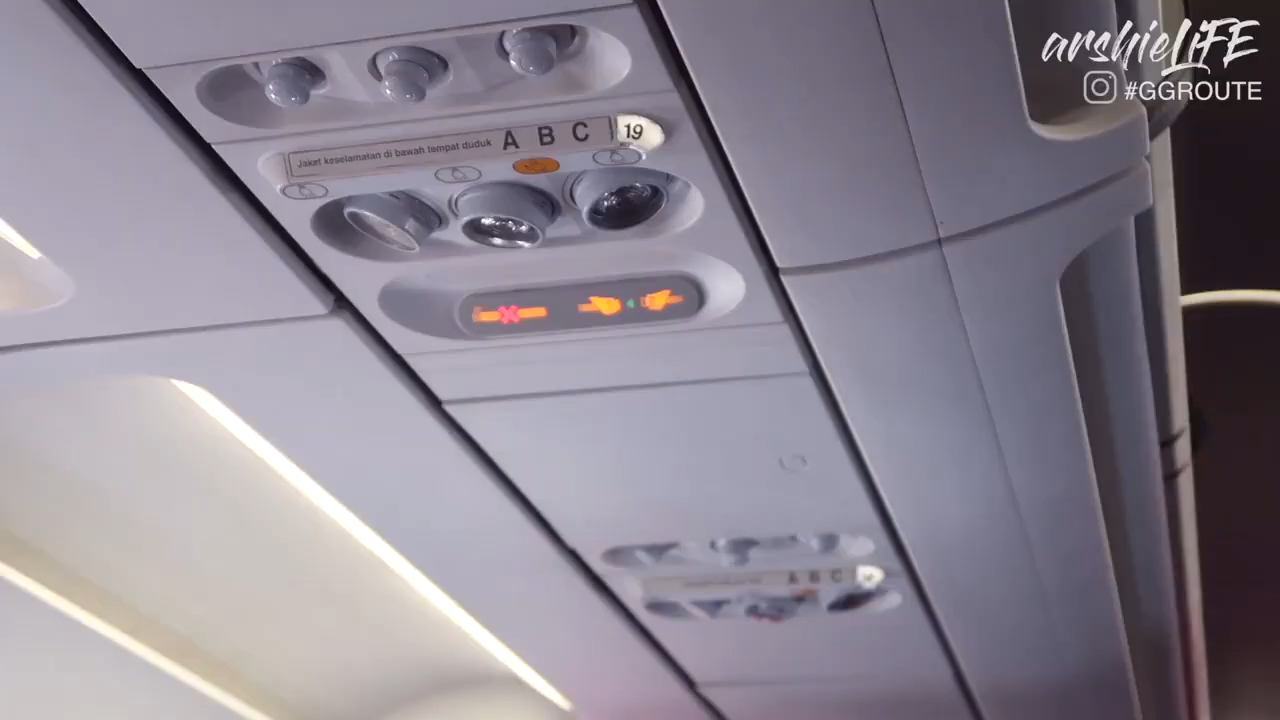 arshieLiFE
#GGROUTE
Jaket keselamatan di bawah tempat duduk A B C 19
A B C